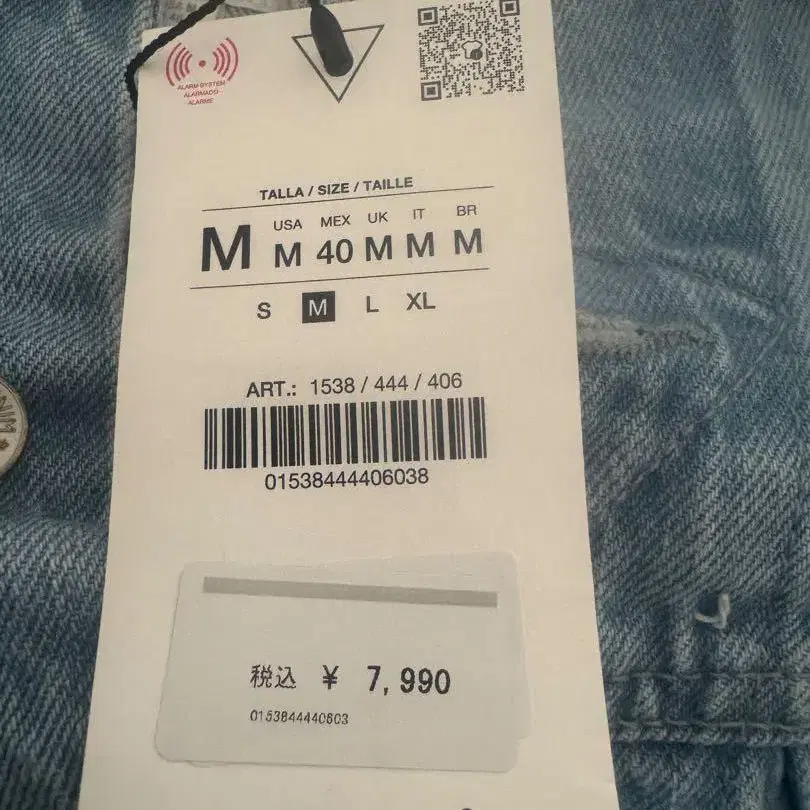 ALARM SYSTEM
ALARMADO
ALARME
TALLA / SIZE / TAILLE
USA MEX UK IT BR
M M 40 M M M
S M L XL
ART.: 1538 / 444 / 406
01538444406038
税込 ¥ 7,990
0153844440603